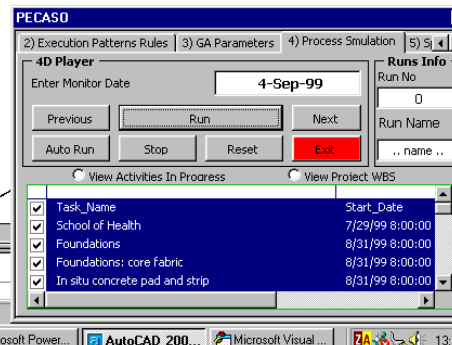 PECASO
2) Execution Patterns Rules 3) GA Parameters 4) Process Smulation
4D Player Runs Info
Enter Monitor Date 4-Sep-99 Run No
0
Previous Run Next Run Name
Auto Run Stop Reset Exit .. name ..
View Activities In Progress View Project WBS
Task_Name Start_Date
School of Health 7/29/99 8:00:00
Foundations 8/31/99 8:00:00
Foundations: core fabric 8/31/99 8:00:00
In situ concrete pad and strip 8/31/99 8:00:00
osoft Power... AutoCAD 200... Microsoft Visual ... ZA 13: